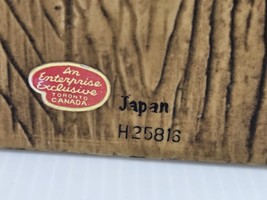 An
Enterprise
Exclusive
TORONTO
CANADA
Japan
H25816